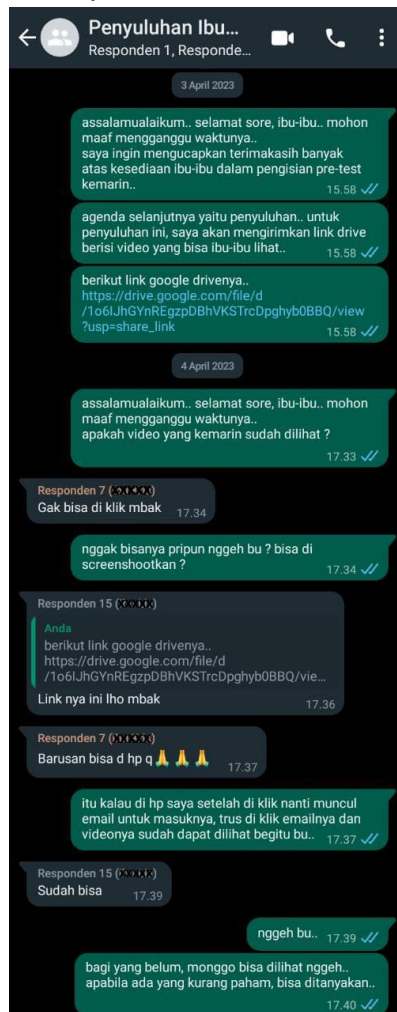 Penyuluhan Ibu...
Responden 1, Responde...
3 April 2023
assalamualaikum.. selamat sore, ibu-ibu.. mohon
maaf mengganggu waktunya..
saya ingin mengucapkan terimakasih banyak
atas kesediaan ibu-ibu dalam pengisian pre-test
kemarin..
15.58
agenda selanjutnya yaitu penyuluhan.. untuk
penyuluhan ini, saya akan mengirimkan link drive
berisi video yang bisa ibu-ibu lihat..
15.58
berikut link google drivenya..
https://drive.google.com/file/d
/1o6IJhGYnREgzpDBhVKSTrcDpghyb0BBQ/view
?usp=share_link
15.58
4 April 2023
assalamualaikum.. selamat sore, ibu-ibu.. mohon
maaf mengganggu waktunya..
apakah video yang kemarin sudah dilihat ?
17.33
Responden 7
Gak bisa di klik mbak 17.34
nggak bisanya pripun nggeh bu ? bisa di
screenshootkan ?
17.34
Responden 15
Anda
berikut link google drivenya..
https://drive.google.com/file/d
/1o6IJhGYnREgzpDBhVKSTrcDpghyb0BBQ/vie...
Link nya ini lho mbak
17.36
Responden 7
Barusan bisa d hp q🙏🙏🙏
17.37
itu kalau di hp saya setelah di klik nanti muncul
email untuk masuknya, trus di klik emailnya dan
videonya sudah dapat dilihat begitu bu.. 17.37
Responden 15
Sudah bisa 17.39
nggeh bu.. 17.39
bagi yang belum, monggo bisa dilihat nggeh..
apabila ada yang kurang paham, bisa ditanyakan..
17.40